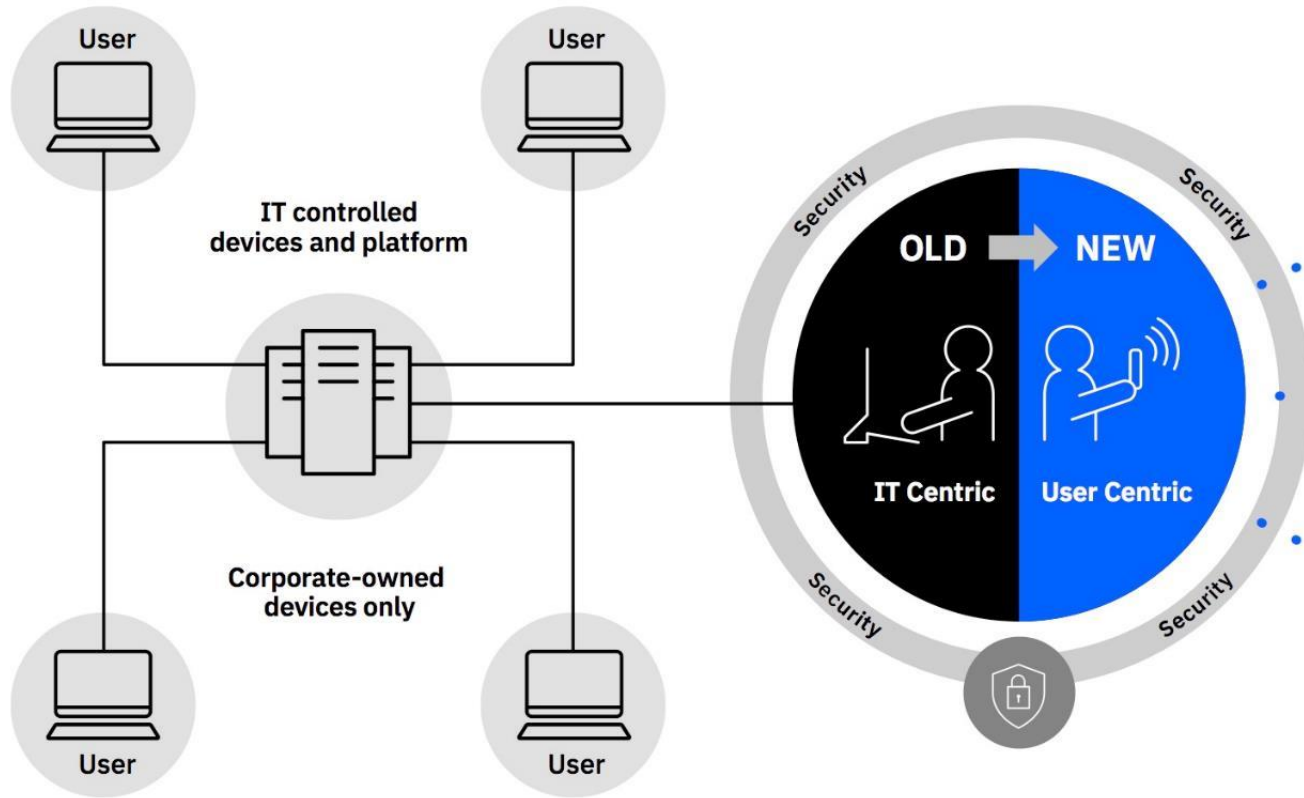 User
User
IT controlled
devices and platform
Corporate-owned
devices only
User
User
Security
Security
OLD
NEW
IT Centric
User Centric
Security
Security